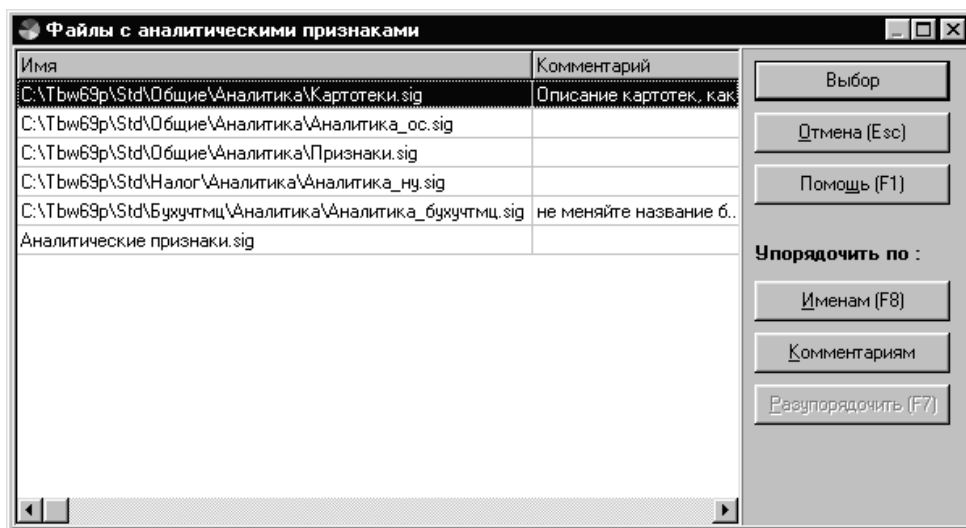 Файлы с аналитическими признаками
Имя Комментарий
C:\Tbw69p\Std\Общие\Аналитика\Картотеки.sig Описание картотек, как
C:\Tbw69p\Std\Общие\Аналитика\Аналитика_ос.sig
C:\Tbw69p\Std\Общие\Аналитика\Признаки.sig
C:\Tbw69p\Std\Налог\Аналитика\Аналитика_ну.sig
C:\Tbw69p\Std\Бухучтмц\Аналитика\Аналитика_бухучтмц.sig не меняйте название б..
Аналитические признаки.sig
Выбор
Отмена (Esc)
Помощь (F1)
Упорядочить по :
Именам (F8)
Комментариям
Разупорядочить (F7)